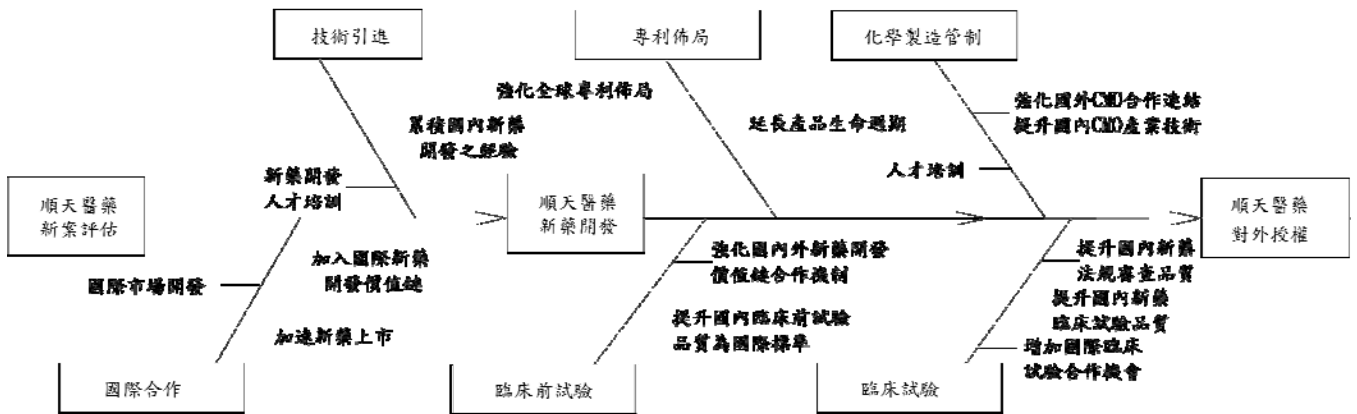 技術引進
專利佈局
化學製造管制
強化全球專利佈局
累積國內新藥
開發之經驗
延長產品生命週期
強化國外CMO合作連結
提升國內CMO產業技術
新藥開發
人才培訓
人才培訓
順天醫藥
新案評估
順天醫藥
新藥開發
順天醫藥
對外授權
加入國際新藥
開發價值鏈
國際市場開發
加速新藥上市
強化國內外新藥開發
價值鏈合作機制
提升國內臨床前試驗
品質為國際標準
提升國內新藥
法規審查品質
提升國內新藥
臨床試驗品質
增加國際臨床
試驗合作機會
國際合作
臨床前試驗
臨床試驗